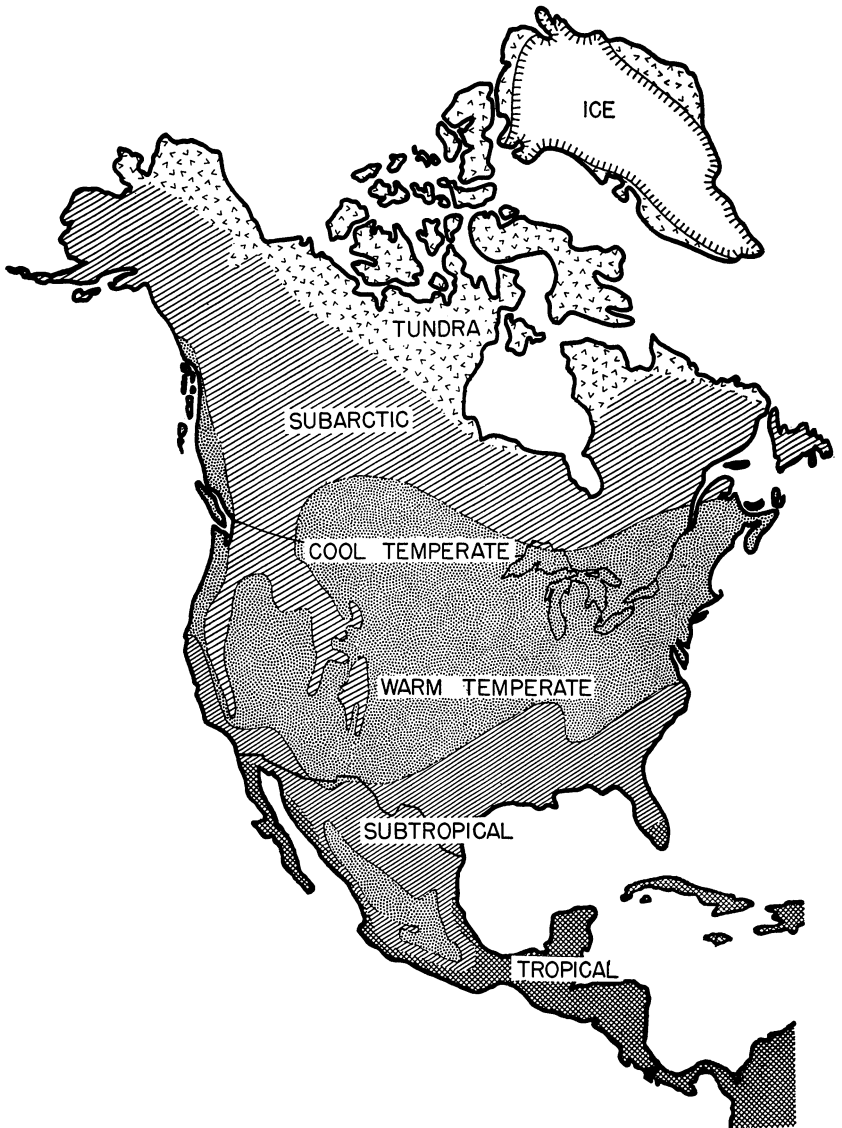 ICE
TUNDRA
SUBARCTIC
COOL TEMPERATE
WARM TEMPERATE
SUBTROPICAL
TROPICAL